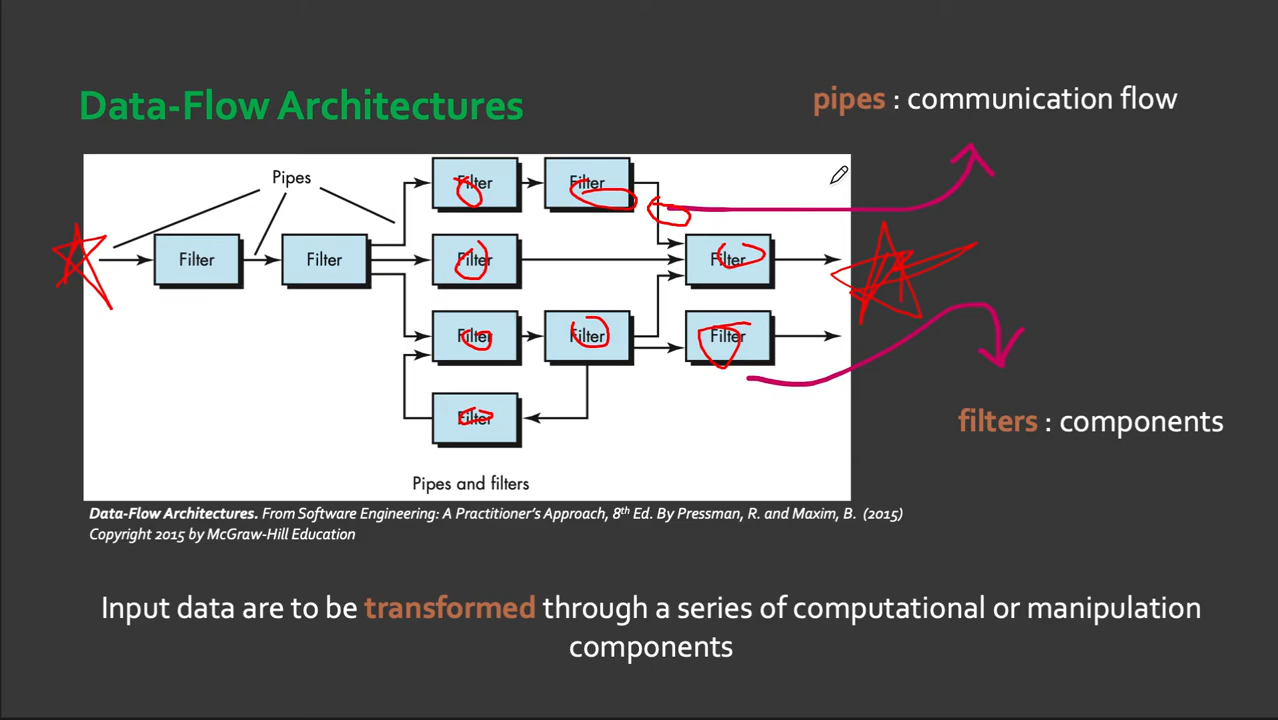 Data-Flow Architectures
pipes : communication flow
Pipes
Filter
Filter
Filter
Filter
Filter
Filter
Filter
Filter
Filter
Filter
Pipes and filters
filters : components
Data-Flow Architectures. From Software Engineering: A Practitioner's Approach, 8th Ed. By Pressman, R. and Maxim, B. (2015)
Copyright 2015 by McGraw-Hill Education
Input data are to be transformed through a series of computational or manipulation
components